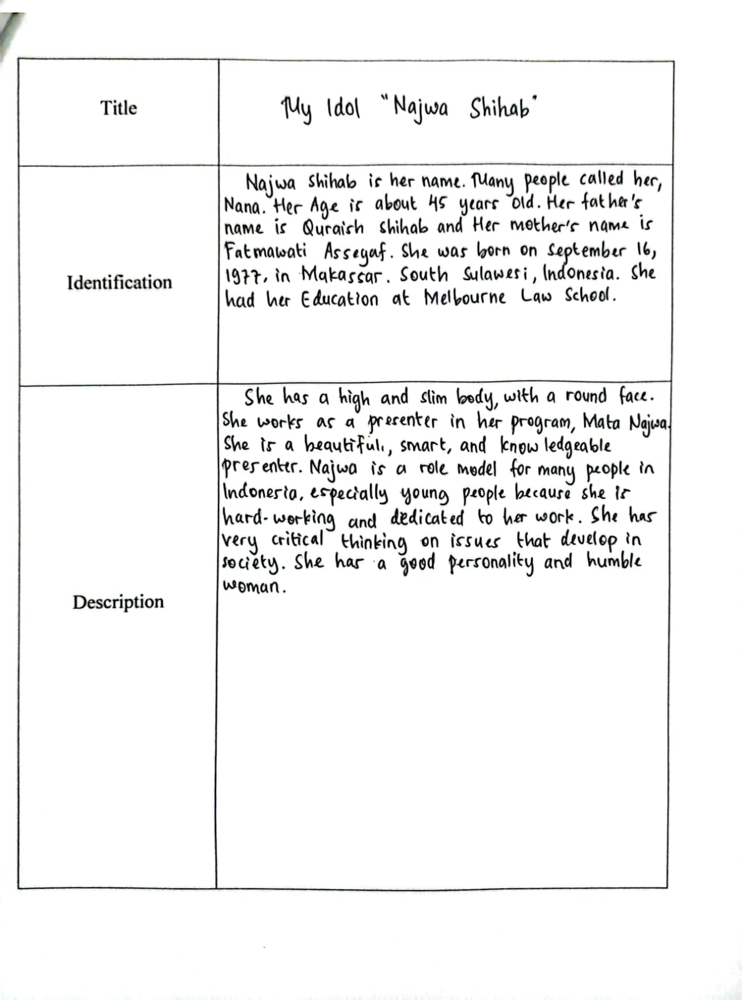 Title
My Idol "Najwa Shihab"
Identification
Najwa Shihab is her name. Many people called her,
Nana. Her Age is about 45 years old. Her father's
name is Quraish shihab and Her mother's name is
Fatmawati Assegaf. She was born on September 16,
1977, in Makassar. South Sulawesi, Indonesia. She
had her Education at Melbourne Law School.
Description
She has a high and slim body, with a round face.
She works as a presenter in her program, Mata Najwa.
She is a beautiful, smart, and knowledgeable
presenter. Najwa is a role model for many people in
Indonesia, especially young people because she is
hard-working and dedicated to her work. She has
very critical thinking on issues that develop in
society. She has a good personality and humble
woman.